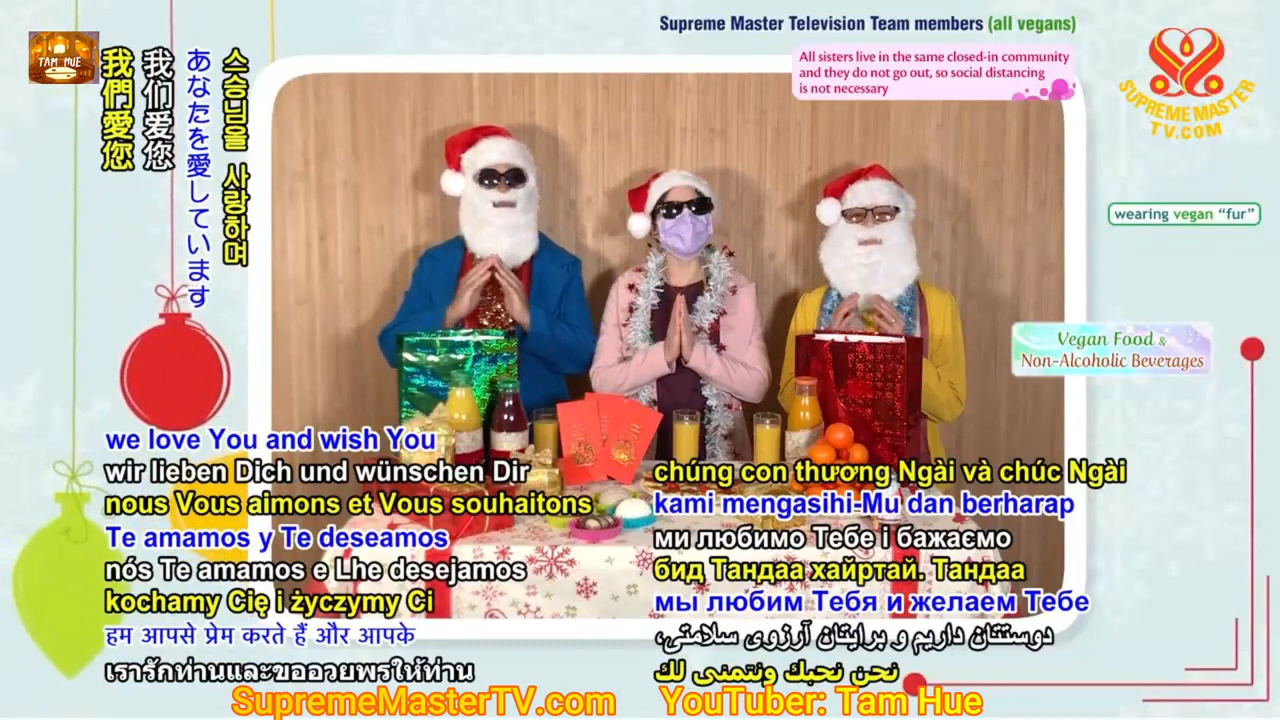 Supreme Master Television Team members (all vegans)
All sisters live in the same closed-in community
and they do not go out, so social distancing
is not necessary
TAM HUE
SUPREME MASTER
TV.COM
我們愛您
我们爱您
あなたを愛しています
스승님을 사랑하며
wearing vegan “fur”
Vegan Food &
Non-Alcoholic Beverages
we love You and wish You
wir lieben Dich und wünschen Dir
nous Vous aimons et Vous souhaitons
Te amamos y Te deseamos
nós Te amamos e Lhe desejamos
kochamy Cię i życzymy Ci
हम आपसे प्रेम करते हैं और आपके
เรารักท่านและขออวยพรให้ท่าน
chúng con thương Ngài và chúc Ngài
kami mengasihi-Mu dan berharap
ми любимо Тебе і бажаємо
бид Тандаа хайртай. Тандаа
мы любим Тебя и желаем Тебе
دوستتان داریم و برایتان آرزوی سلامتی،
نحن نحبك ونتمنى لك
SupremeMasterTV.com
YouTuber: Tam Hue